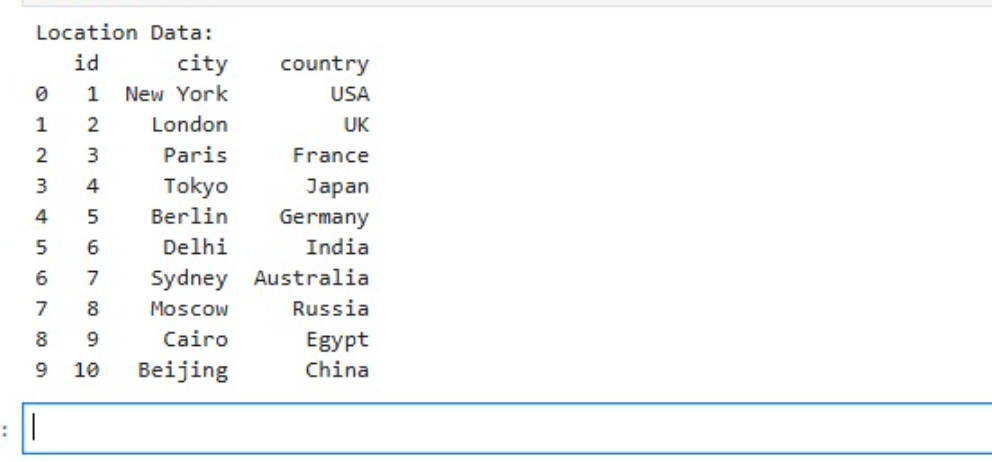 Location Data:
id city country
0 1 New York USA
1 2 London UK
2 3 Paris France
3 4 Tokyo Japan
4 5 Berlin Germany
5 6 Delhi India
6 7 Sydney Australia
7 8 Moscow Russia
8 9 Cairo Egypt
9 10 Beijing China
: